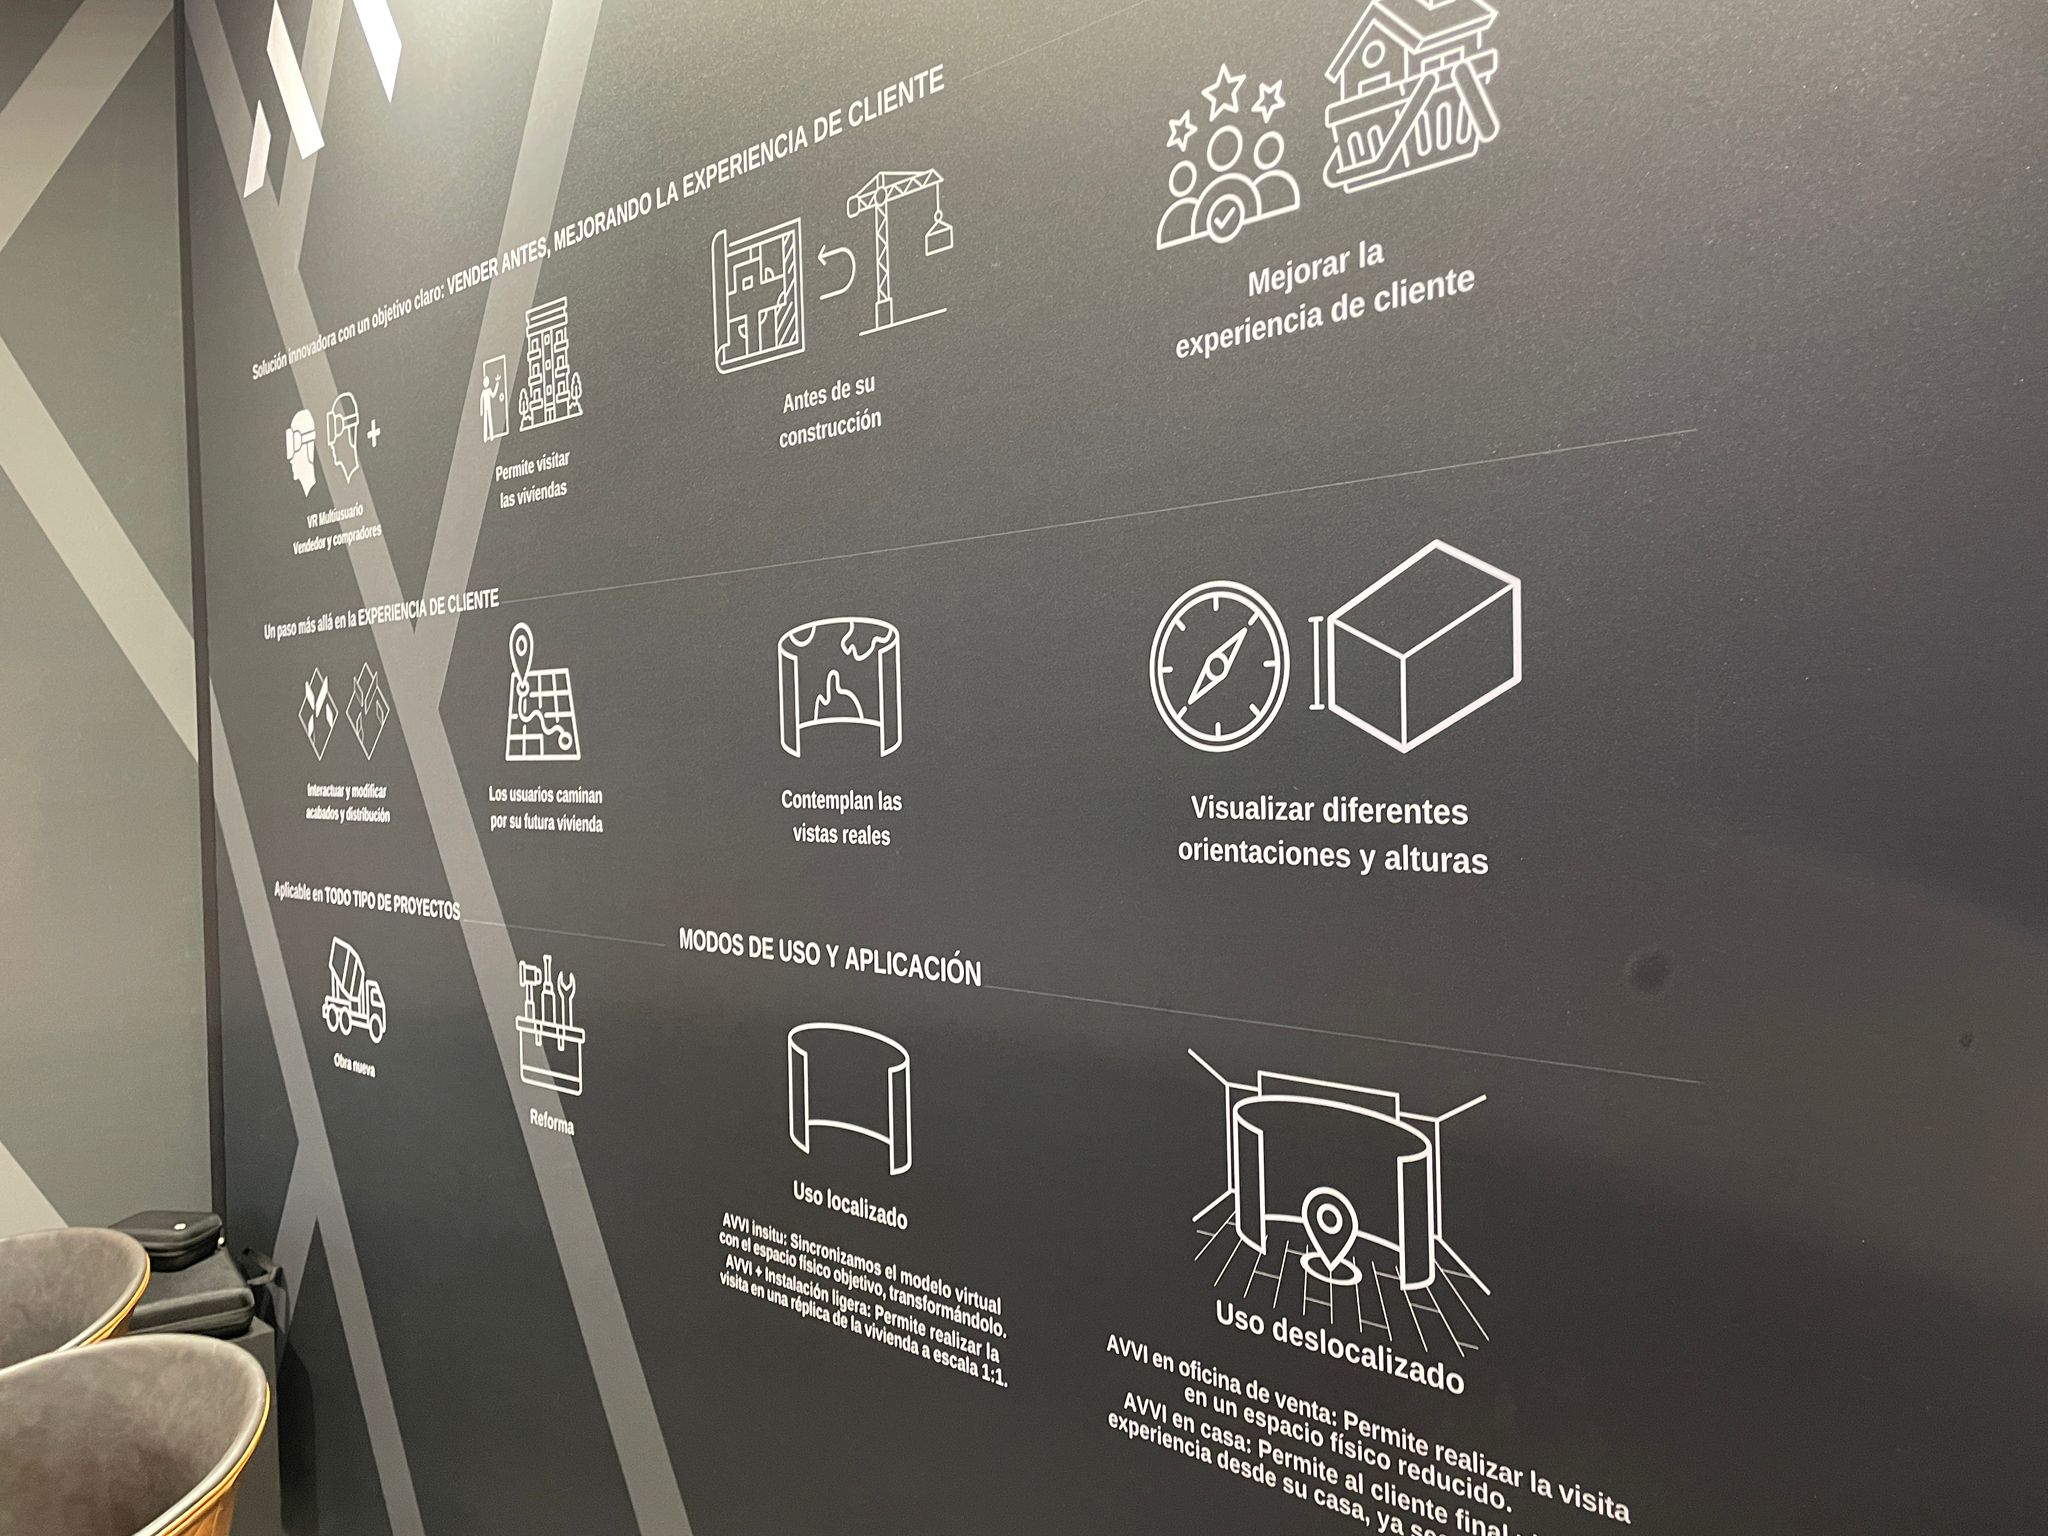 Solución innovadora con un objetivo claro: VENDER ANTES, MEJORANDO LA EXPERIENCIA DE CLIENTE
VR Multiusuario
Vendedor y compradores
Permite visitar
las viviendas
Antes de su
construcción
Mejorar la
experiencia de cliente
Un paso más allá en la EXPERIENCIA DE CLIENTE
Interactuar y modificar
acabados y distribución
Los usuarios caminan
por su futura vivienda
Contemplan las
vistas reales
Visualizar diferentes
orientaciones y alturas
Aplicable en TODO TIPO DE PROYECTOS
Obra nueva
Reforma
MODOS DE USO Y APLICACIÓN
Uso localizado
AVVI insitu: Sincronizamos el modelo virtual
con el espacio físico objetivo, transformándolo.
AVVI + Instalación ligera: Permite realizar la
visita en una réplica de la vivienda a escala 1:1.
Uso deslocalizado
AVVI en oficina de venta: Permite realizar la visita
en un espacio físico reducido.
AVVI en casa: Permite al cliente final
experiencia desde su casa, ya